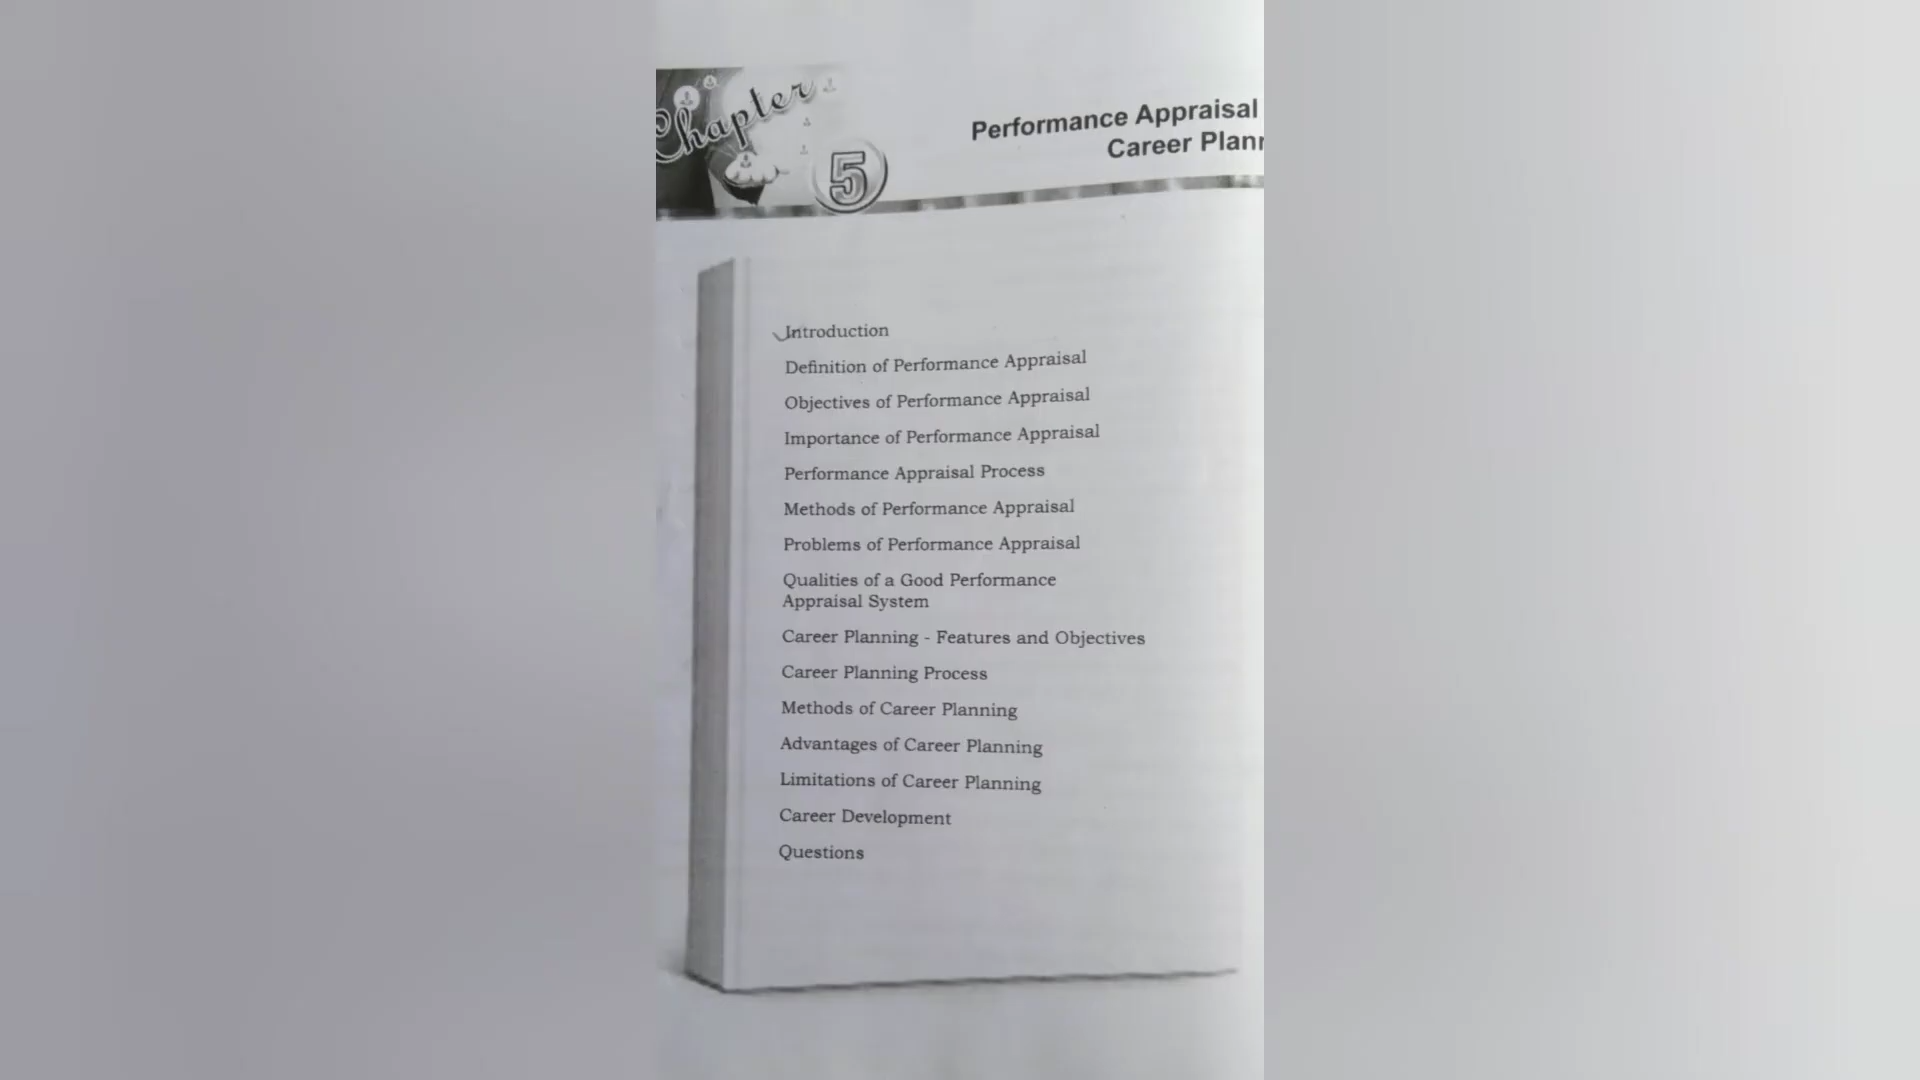 Chapter
5
Performance Appraisal
Career
Introduction
Definition of Performance Appraisal
Objectives of Performance Appraisal
Importance of Performance Appraisal
Performance Appraisal Process
Methods of Performance Appraisal
Problems of Performance Appraisal
Qualities of a Good Performance
Appraisal System
Career Planning - Features and Objectives
Career Planning Process
Methods of Career Planning
Advantages of Career Planning
Limitations of Career Planning
Career Development
Questions